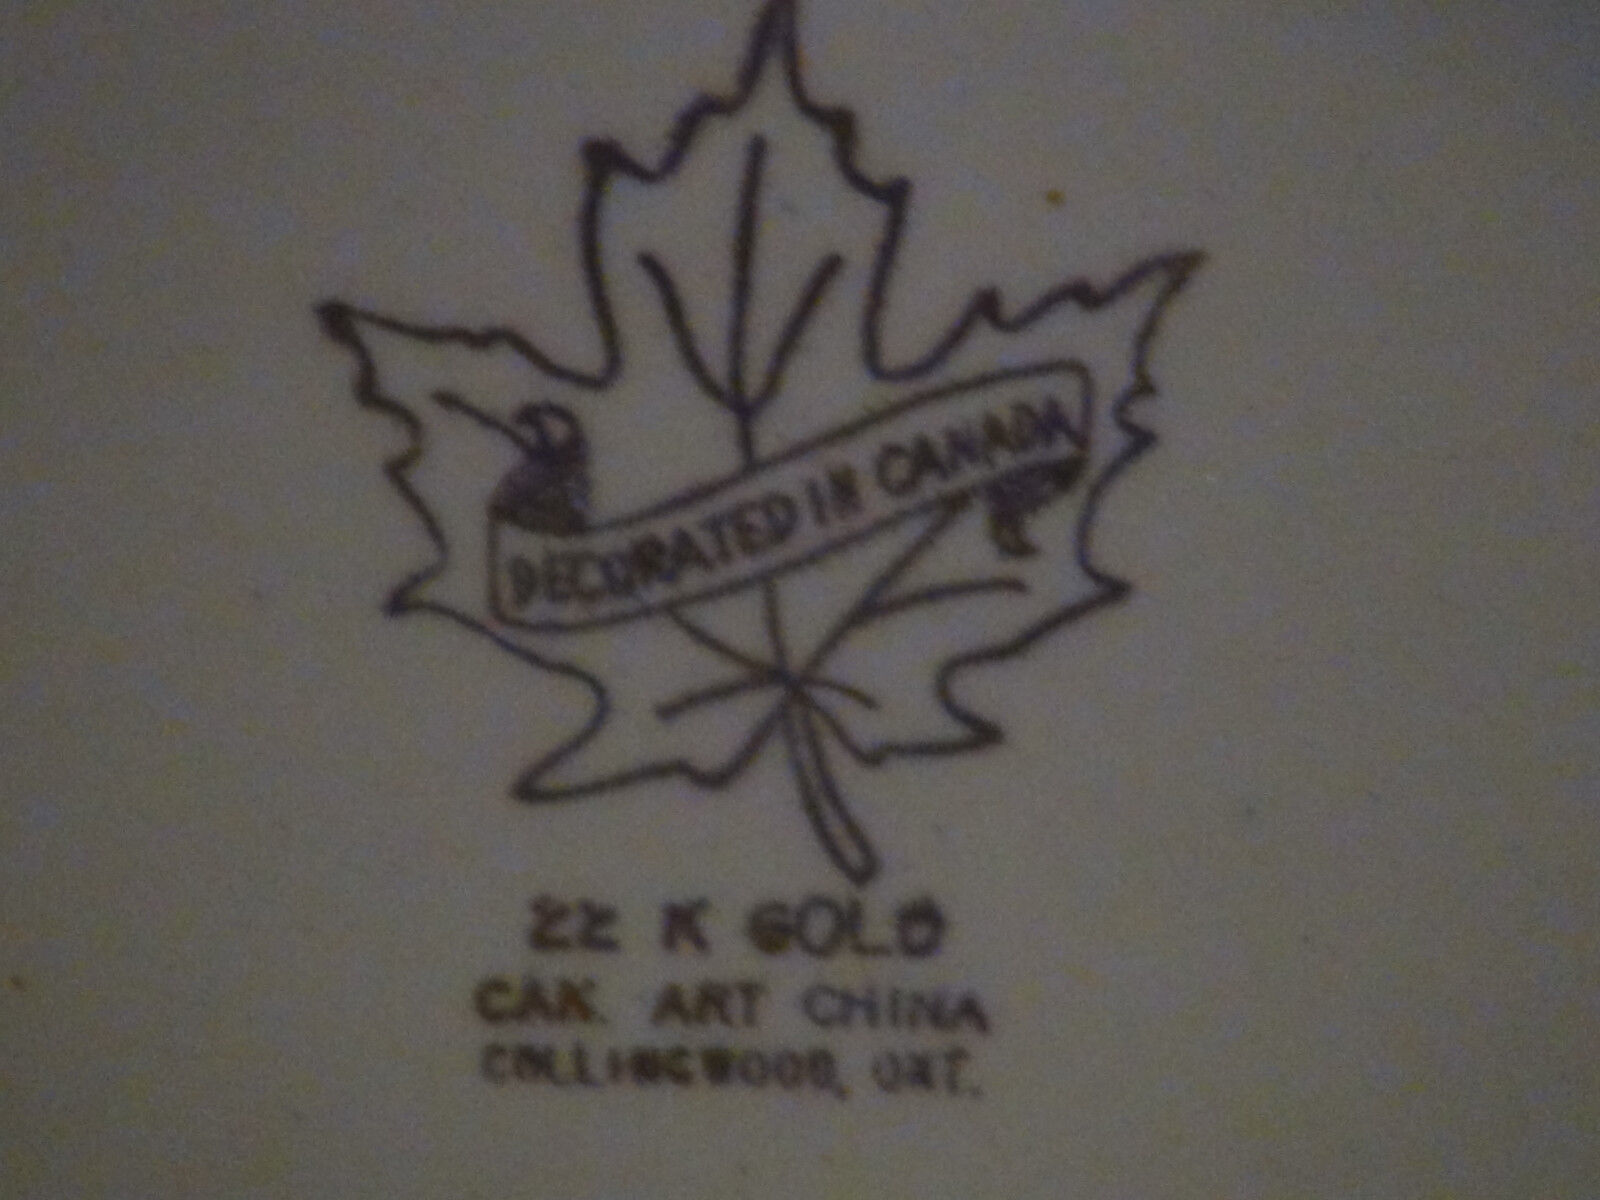 DECORATED IN CANADA
22 K GOLD
CAN. ART CHINA
COLLINGWOOD, ONT.